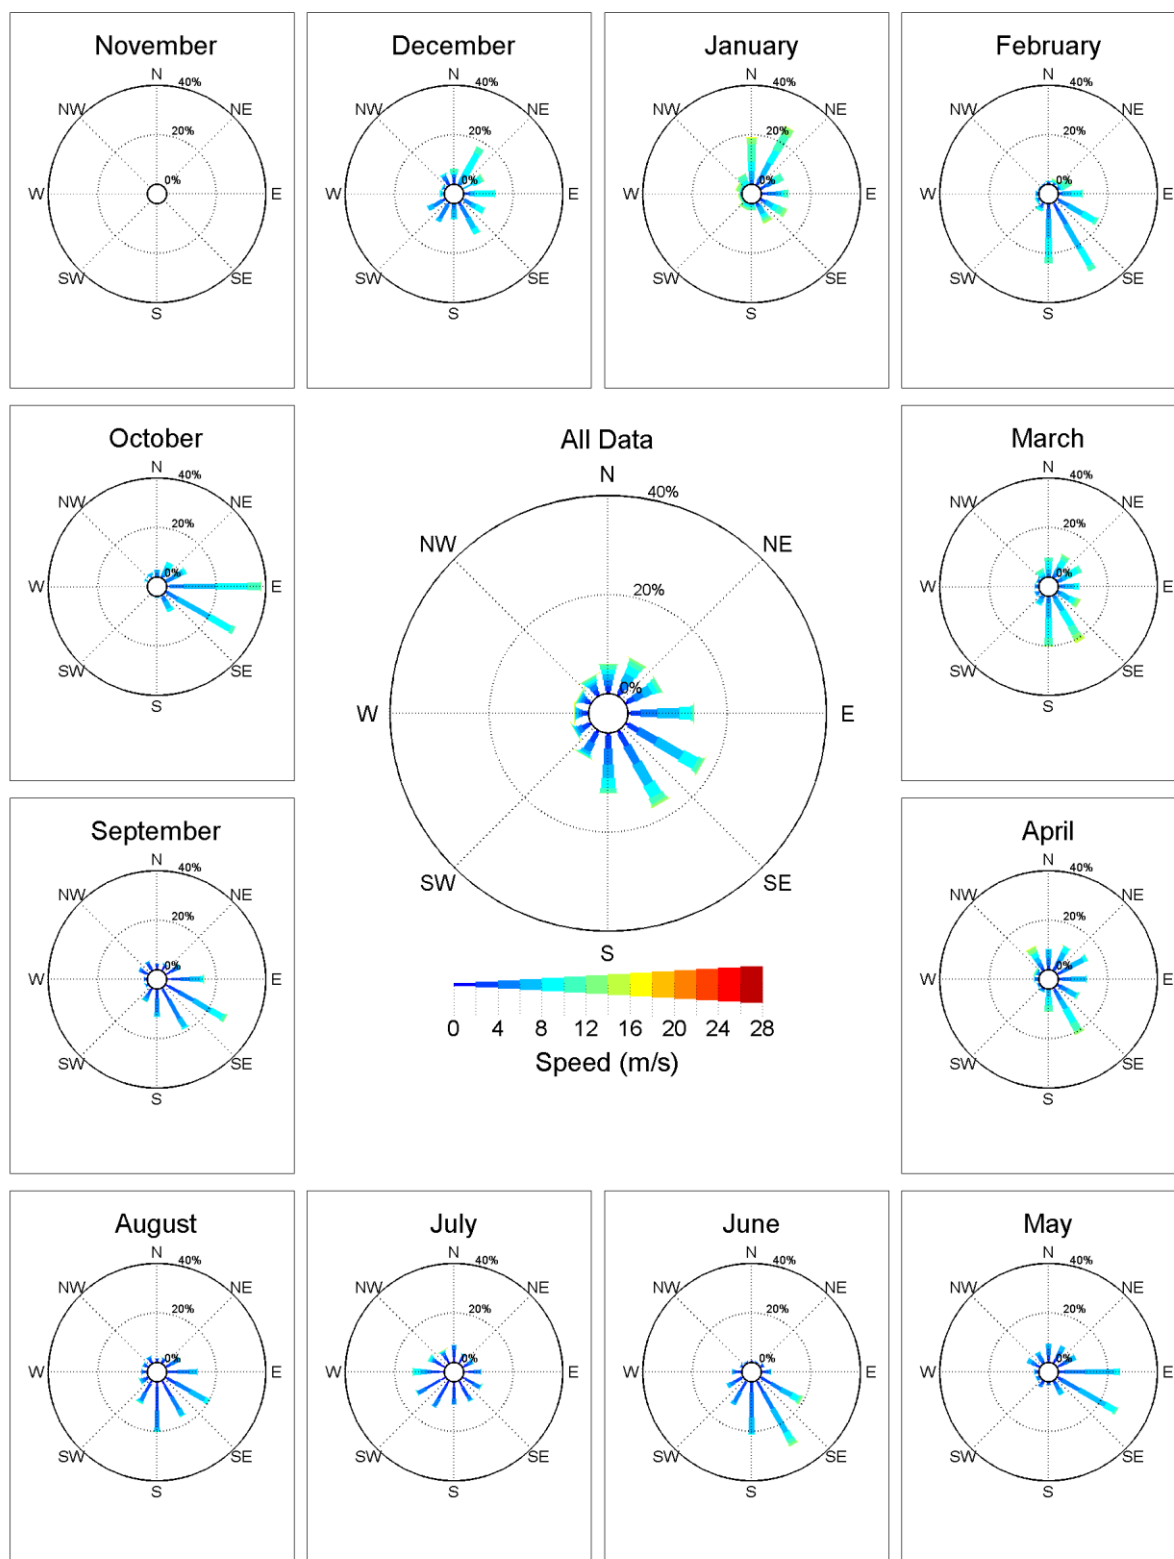 November
N
40%
NW
NE
20%
0%
W
E
SW
SE
S
December
N
40%
NW
NE
20%
0%
W
E
SW
SE
S
January
N
40%
NW
NE
20%
0%
W
E
SW
SE
S
February
N
40%
NW
NE
20%
0%
W
E
SW
SE
S
October
N
40%
NW
NE
20%
0%
W
E
SW
SE
S
All Data
N
40%
NW
NE
20%
0%
W
E
SW
SE
S
0 4 8 12 16 20 24 28
Speed (m/s)
March
N
40%
NW
NE
20%
0%
W
E
SW
SE
S
September
N
40%
NW
NE
20%
0%
W
E
SW
SE
S
April
N
40%
NW
NE
20%
0%
W
E
SW
SE
S
August
N
40%
NW
NE
20%
0%
W
E
SW
SE
S
July
N
40%
NW
NE
20%
0%
W
E
SW
SE
S
June
N
40%
NW
NE
20%
0%
W
E
SW
SE
S
May
N
40%
NW
NE
20%
0%
W
E
SW
SE
S